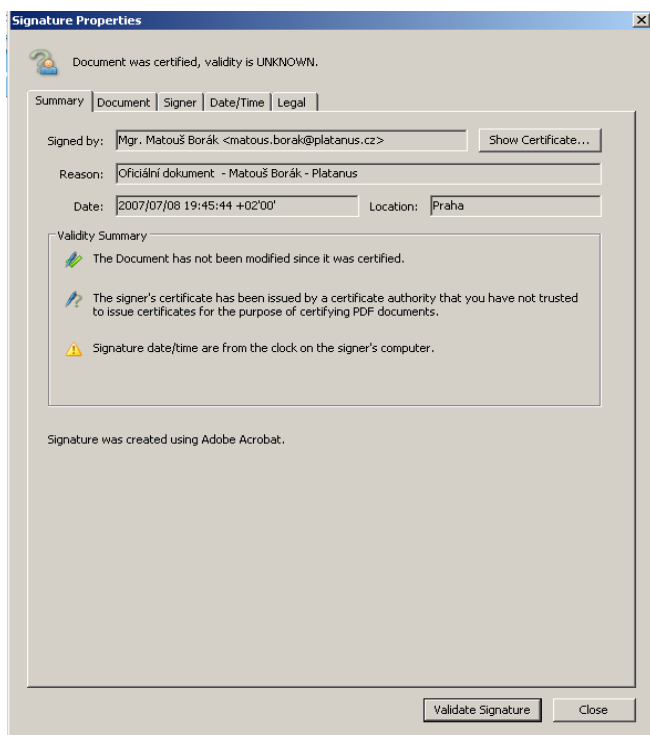 Signature Properties
Document was certified, validity is UNKNOWN.
Summary Document Signer Date/Time Legal
Signed by: Mgr. Matouš Borák <matous.borak@platanus.cz> Show Certificate...
Reason: Oficiální dokument - Matouš Borák - Platanus
Date: 2007/07/08 19:45:44 +02'00' Location: Praha
Validity Summary
The Document has not been modified since it was certified.
The signer's certificate has been issued by a certificate authority that you have not trusted
to issue certificates for the purpose of certifying PDF documents.
Signature date/time are from the clock on the signer's computer.
Signature was created using Adobe Acrobat.
Validate Signature Close